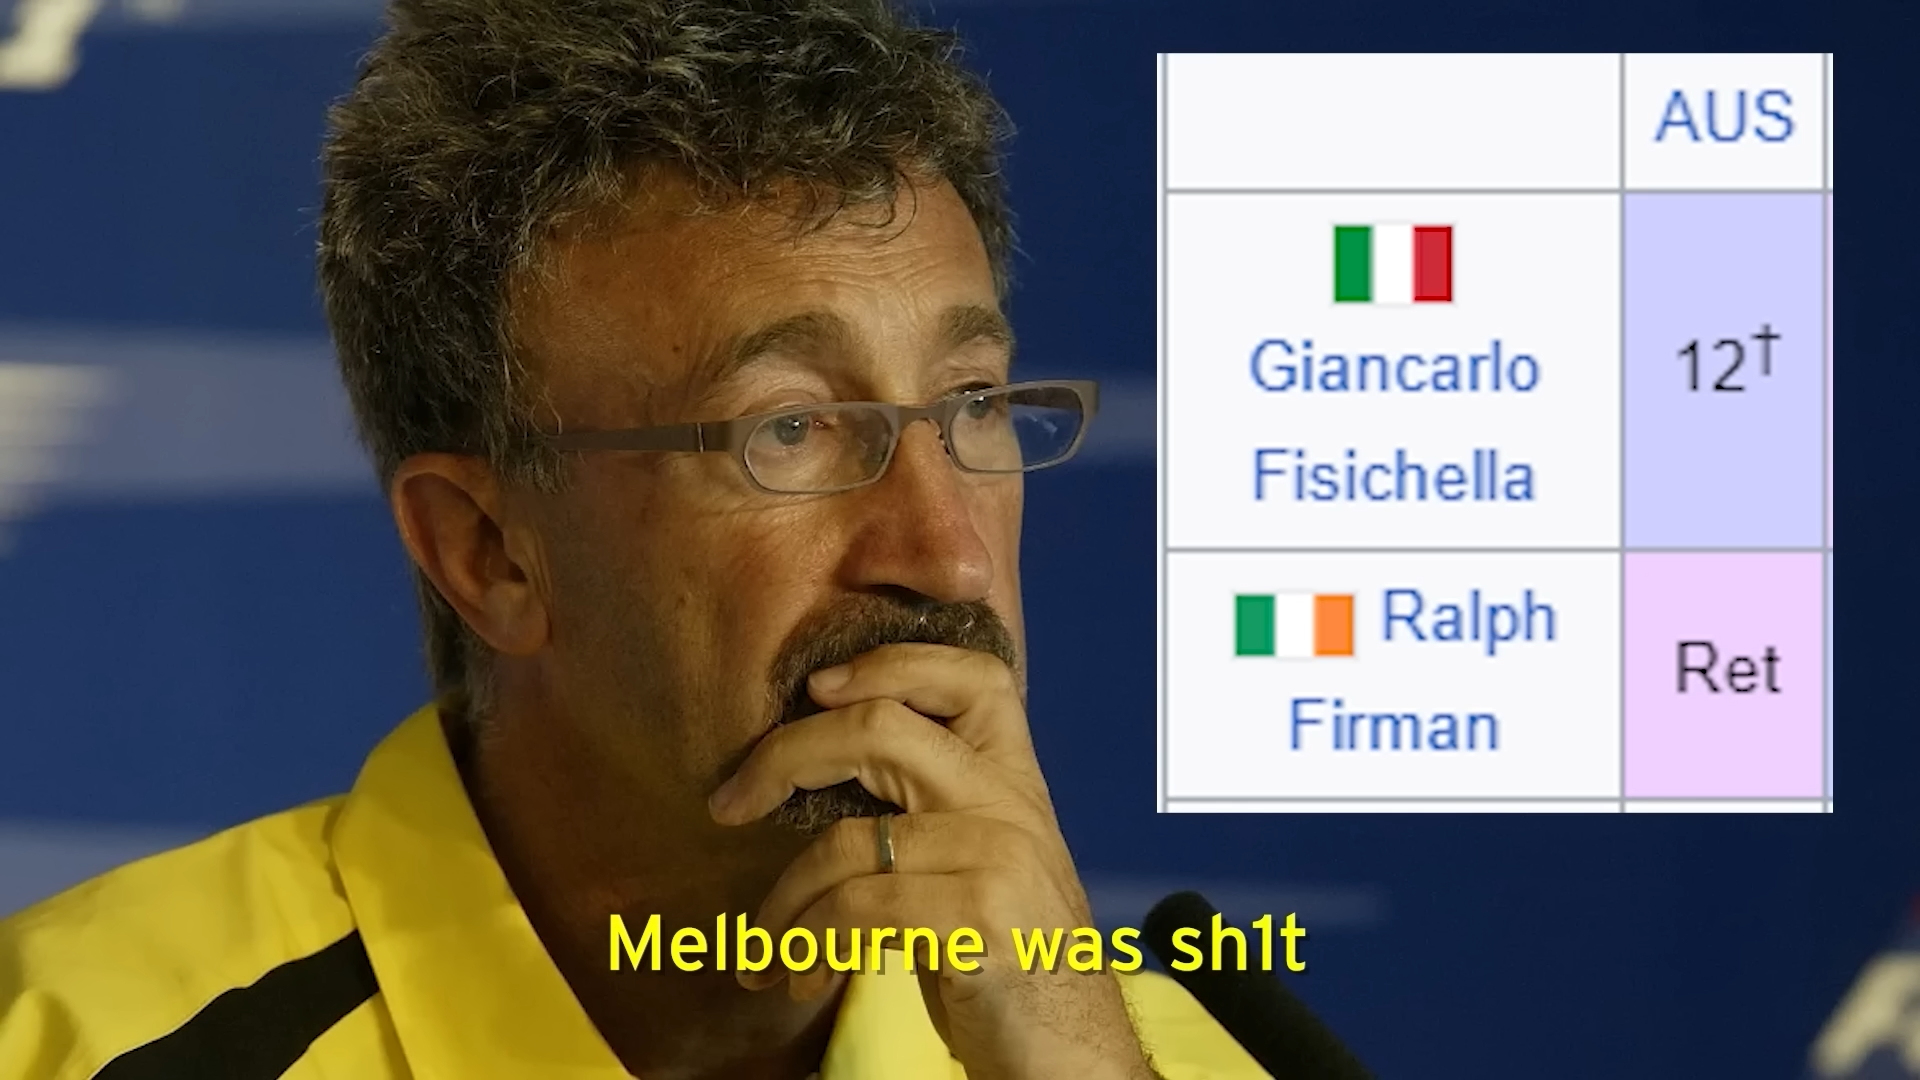 AUS
Giancarlo
Fisichella
12†
Ralph
Firman
Ret
Melbourne was sh1t